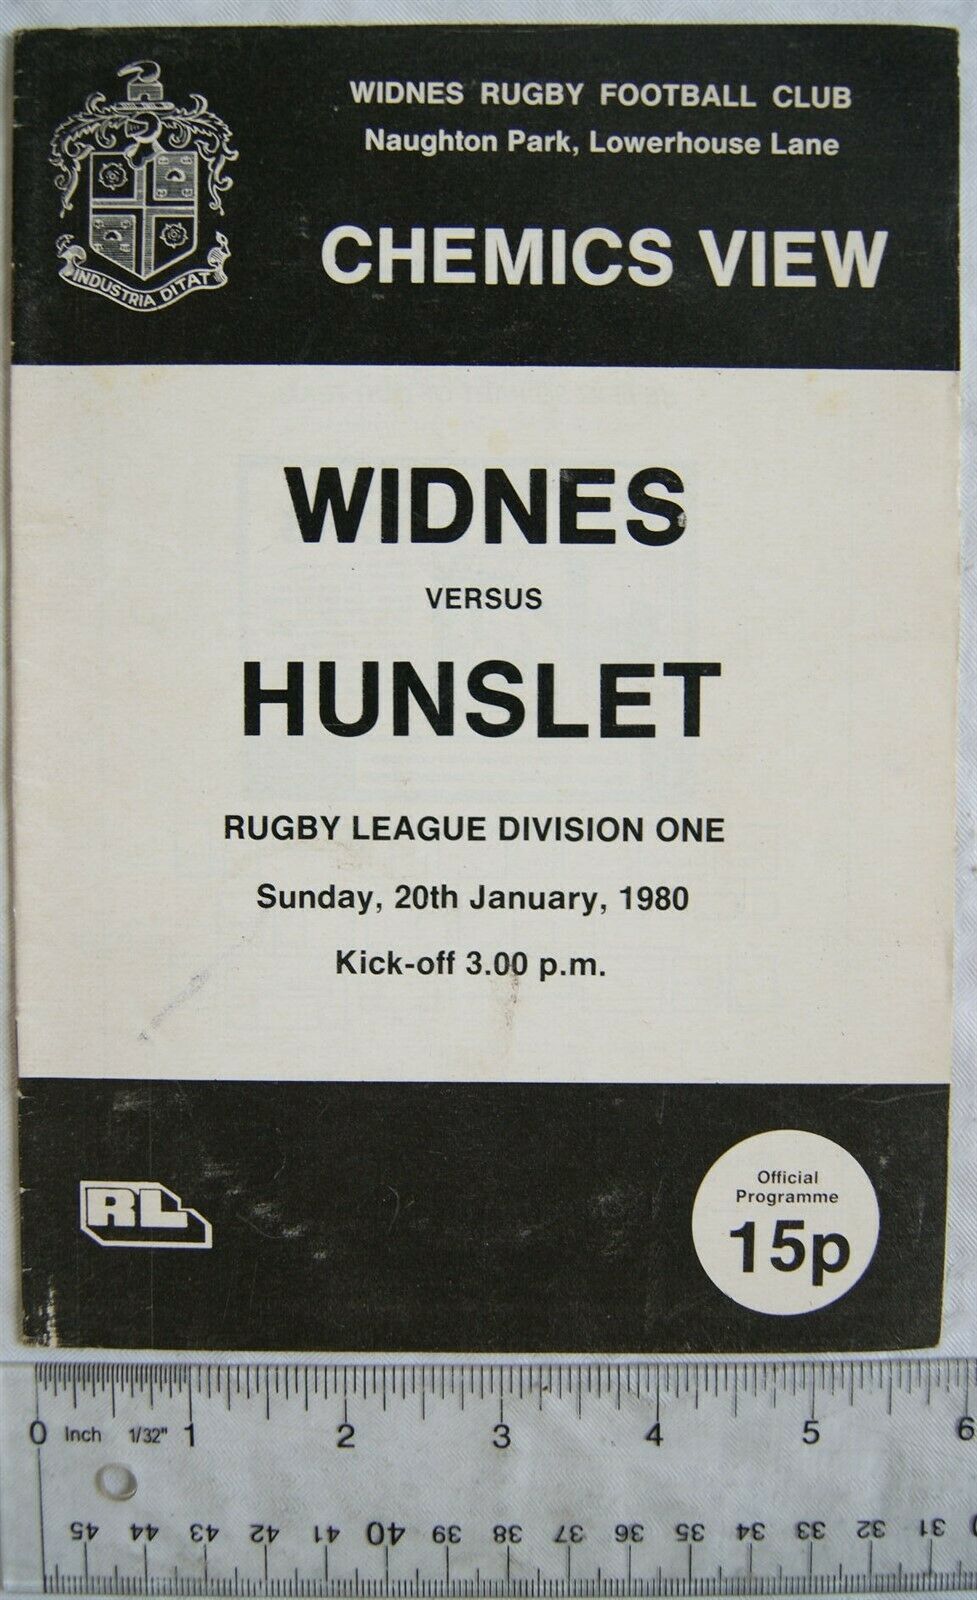 WIDNES RUGBY FOOTBALL CLUB
Naughton Park, Lowerhouse Lane
CHEMICS VIEW
INDUSTRIA DITAT
WIDNES
VERSUS
HUNSLET
RUGBY LEAGUE DIVISION ONE
Sunday, 20th January, 1980
Kick-off 3.00 p.m.
RL
Official
Programme
15p
0 Inch 1/32" 1 2 3 4 5 6
45 44 43 42 41 40 39 38 37 36 35 34 33 32 31 30